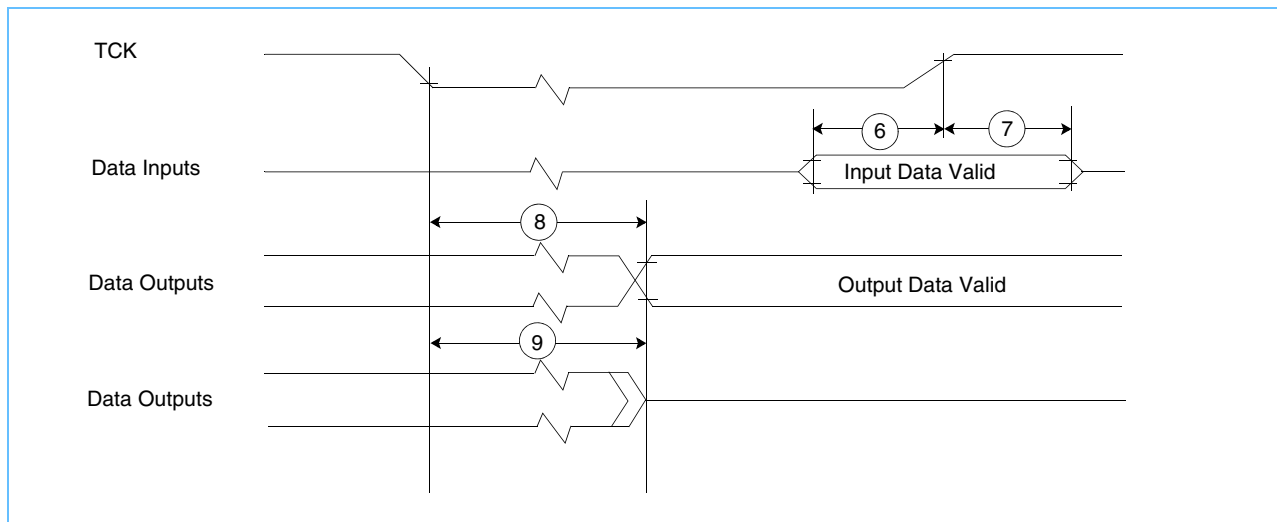 TCK
6
7
Data Inputs
Input Data Valid
8
Data Outputs
Output Data Valid
9
Data Outputs